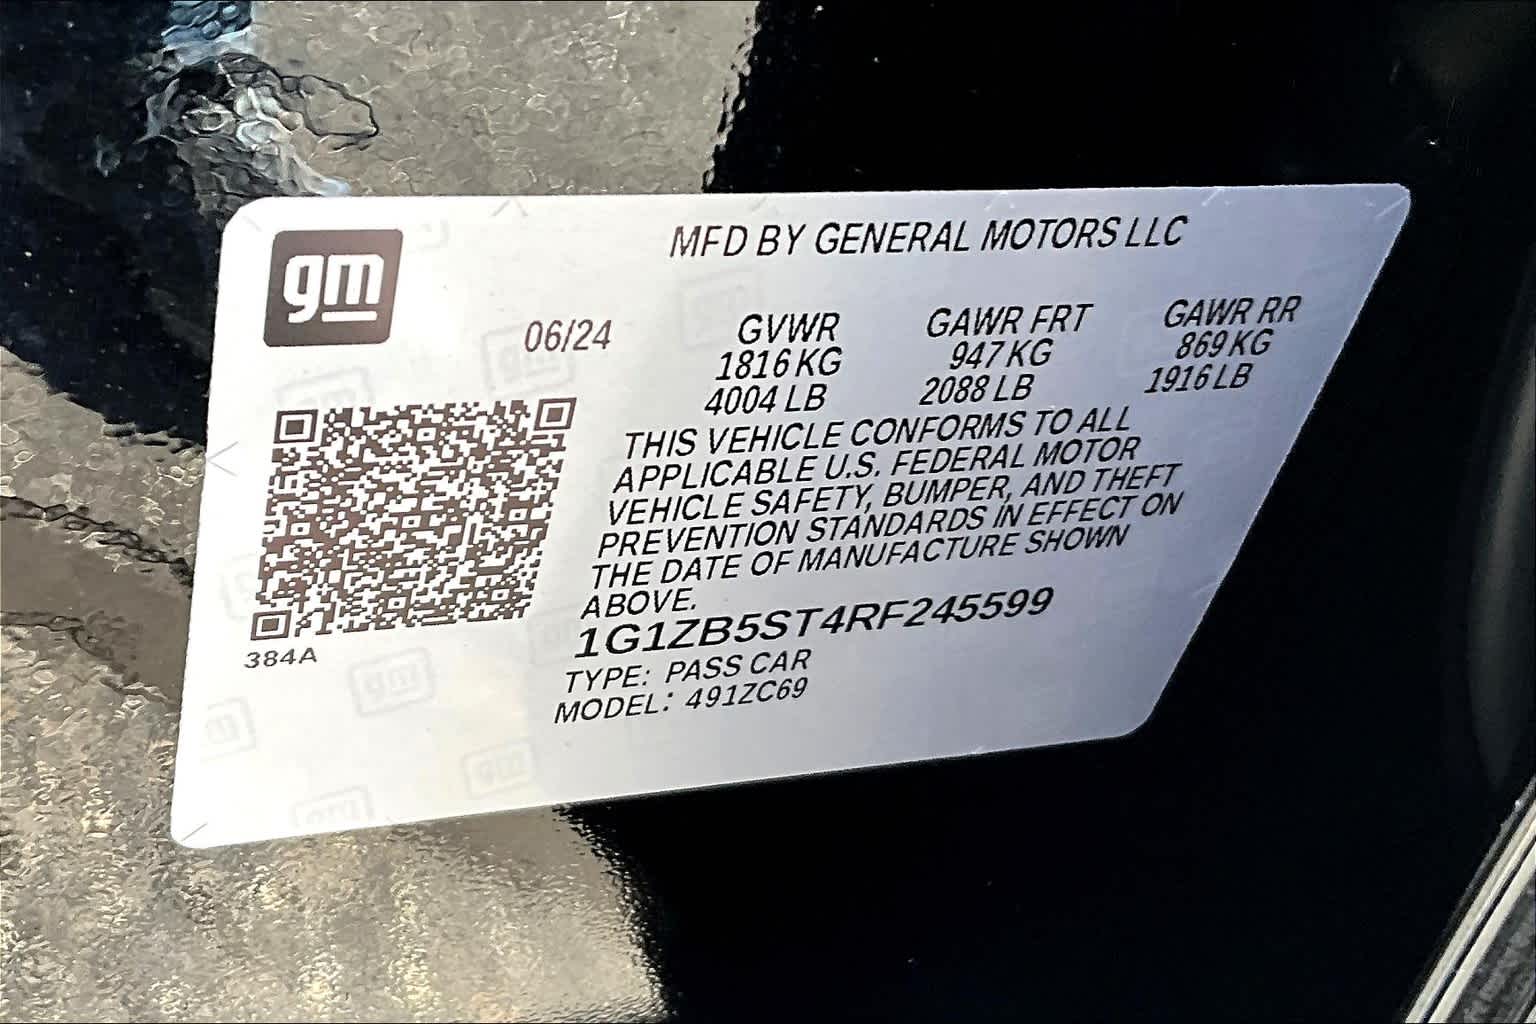 gm
MFD BY GENERAL MOTORS LLC
06/24
GVWR GAWR FRT GAWR RR
1816 KG 947 KG 869 KG
4004 LB 2088 LB 1916 LB
THIS VEHICLE CONFORMS TO ALL
APPLICABLE U.S. FEDERAL MOTOR
VEHICLE SAFETY, BUMPER, AND THEFT
PREVENTION STANDARDS IN EFFECT ON
THE DATE OF MANUFACTURE SHOWN
ABOVE.
1G1ZB5ST4RF245599
384A
TYPE: PASS CAR
MODEL: 491ZC69